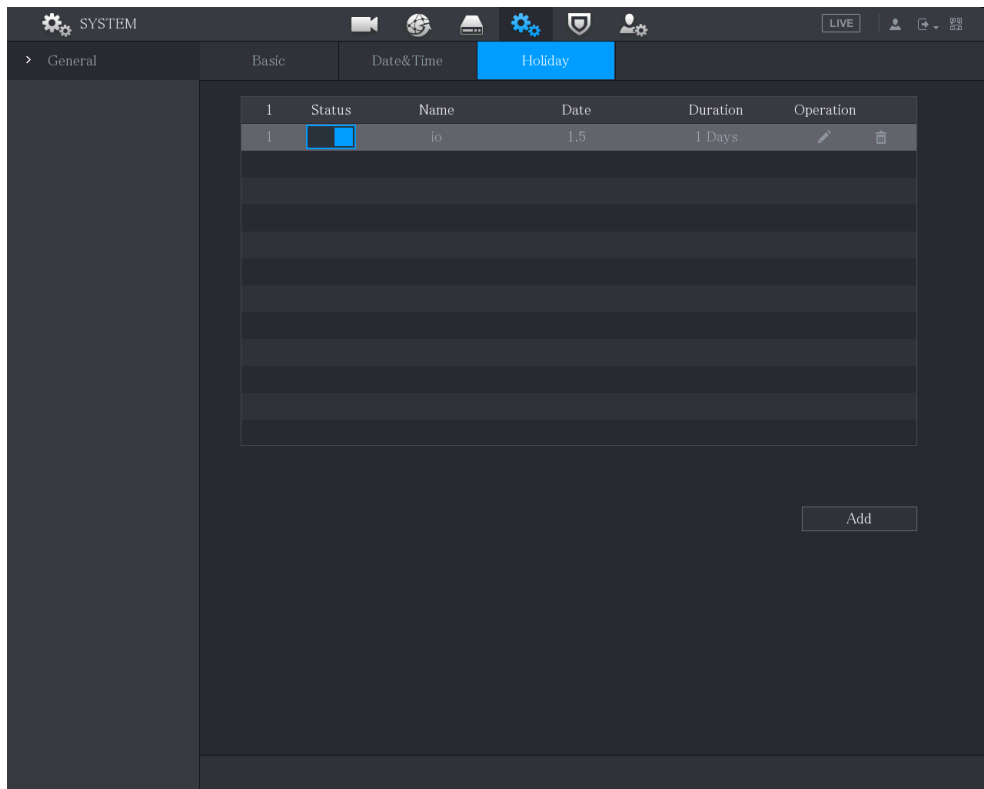 SYSTEM LIVE
General Basic Date&Time Holiday
1 Status Name Date Duration Operation
1 io 1.5 1 Days
Add